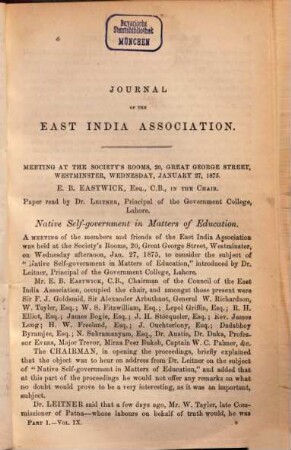 Bayerische
Staatsbibliothek
MÜNCHEN
JOURNAL
OF THE
EAST INDIA ASSOCIATION.
MEETING AT THE SOCIETY'S ROOMS, 20, GREAT GEORGE STREET,
WESTMINSTER, WEDNESDAY, JANUARY 27, 1875.
E. B. EASTWICK, Esq., C.B., IN THE CHAIR.
Paper read by Dr. LEITNER, Principal of the Government College,
Lahore.
Native Self-government in Matters of Education.
A MEETING of the members and friends of the East India Association
was held at the Society's Rooms, 20, Great George Street, Westminster,
on Wednesday afternoon, Jan. 27, 1875, to consider the subject of
"Native Self-government in Matters of Education," introduced by Dr.
Leitner, Principal of the Government College, Lahore.
Mr. E. B. EASTWICK, C.B., Chairman of the Council of the East
India Association, occupied the chair, and amongst those present were
Sir F. J. Goldsmid, Sir Alexander Arbuthnot, General W. Richardson,
W. Tayler, Esq.; W. S. Fitzwilliam, Esq.; Lepel Griffin, Esq.; R. H.
Elliot, Esq.; James Begie, Esq.; J. H. Stocqueler, Esq.; Rev. James
Long; H. W. Freeland, Esq.; J. Ouchterlony, Esq.; Dadabhoy
Byramjee, Esq.; N. Subramanyam, Esq.; Dr. Austin, Dr. Duka, Profes-
sor EVANS, Major Trevor, Mirza Peer Buksh, Captain W. C. Palmer, &c.
The CHAIRMAN, in opening the proceedings, briefly explained
that the object was to hear an address from Dr. Leitner on the subject
of "Native Self-government in Matters of Education," and added that
at this part of the proceedings he would not offer any remarks on what
no doubt would prove to be a very interesting, as it was an important,
subject.
Dr. LEITNER said that a few days ago, Mr. W. Tayler, late Com-
missioner of Patna—whose labours on behalf of truth would, he was
PART 1.—VOL. IX.